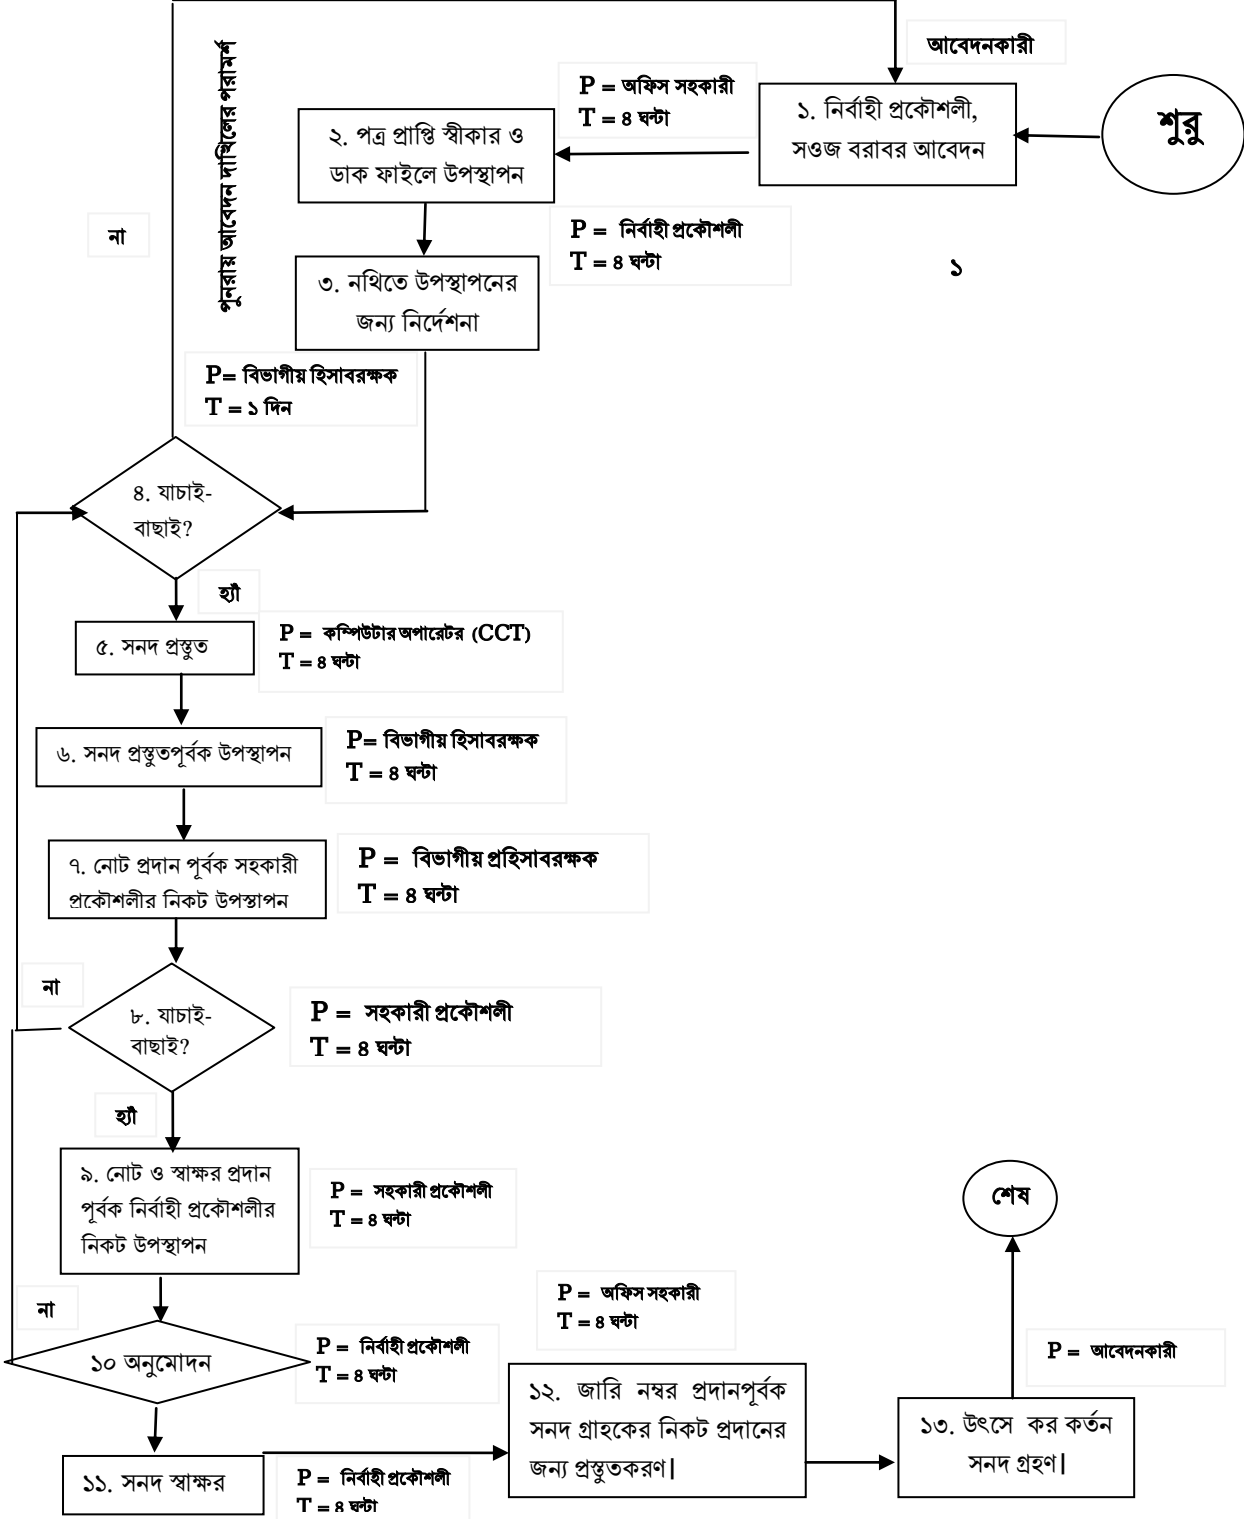 আবেদনকারী
শুরু
১. নির্বাহী প্রকৌশলী,
সওজ বরাবর আবেদন
P = অফিস সহকারী
T = ৪ ঘন্টা
২. পত্র প্রাপ্তি স্বীকার ও
ডাক ফাইলে উপস্থাপন
P = নির্বাহী প্রকৌশলী
T = ৪ ঘন্টা
১
৩. নথিতে উপস্থাপনের
জন্য নির্দেশনা
পুনরায় আবেদন দাখিলের পরামর্শ
না
P= বিভাগীয় হিসাবরক্ষক
T = ১ দিন
৪. যাচাই-
বাছাই?
হ্যাঁ
৫. সনদ প্রস্তুত
P = কম্পিউটার অপারেটর (CCT)
T = ৪ ঘন্টা
৬. সনদ প্রস্তুতপূর্বক উপস্থাপন
P= বিভাগীয় হিসাবরক্ষক
T = ৪ ঘন্টা
৭. নোট প্রদান পূর্বক সহকারী
প্রকৌশলীর নিকট উপস্থাপন
P = বিভাগীয় প্রহিসাবরক্ষক
T = ৪ ঘন্টা
না
৮. যাচাই-
বাছাই?
P = সহকারী প্রকৌশলী
T = ৪ ঘন্টা
হ্যাঁ
৯. নোট ও স্বাক্ষর প্রদান
পূর্বক নির্বাহী প্রকৌশলীর
নিকট উপস্থাপন
P = সহকারী প্রকৌশলী
T = ৪ ঘন্টা
না
১০ অনুমোদন
P = নির্বাহী প্রকৌশলী
T = ৪ ঘন্টা
১১. সনদ স্বাক্ষর
P = নির্বাহী প্রকৌশলী
T = ৪ ঘন্টা
P = অফিস সহকারী
T = ৪ ঘন্টা
১২. জারি নম্বর প্রদানপূর্বক
সনদ গ্রাহকের নিকট প্রদানের
জন্য প্রস্তুতকরণ|
১৩. উৎসে কর কর্তন
সনদ গ্রহণ|
P = আবেদনকারী
শেষ